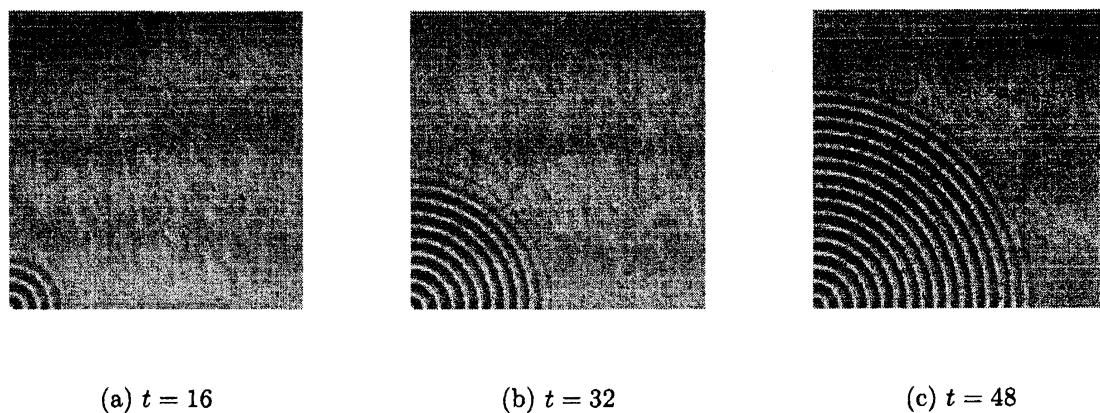 (a) t = 16
(b) t = 32
(c) t = 48